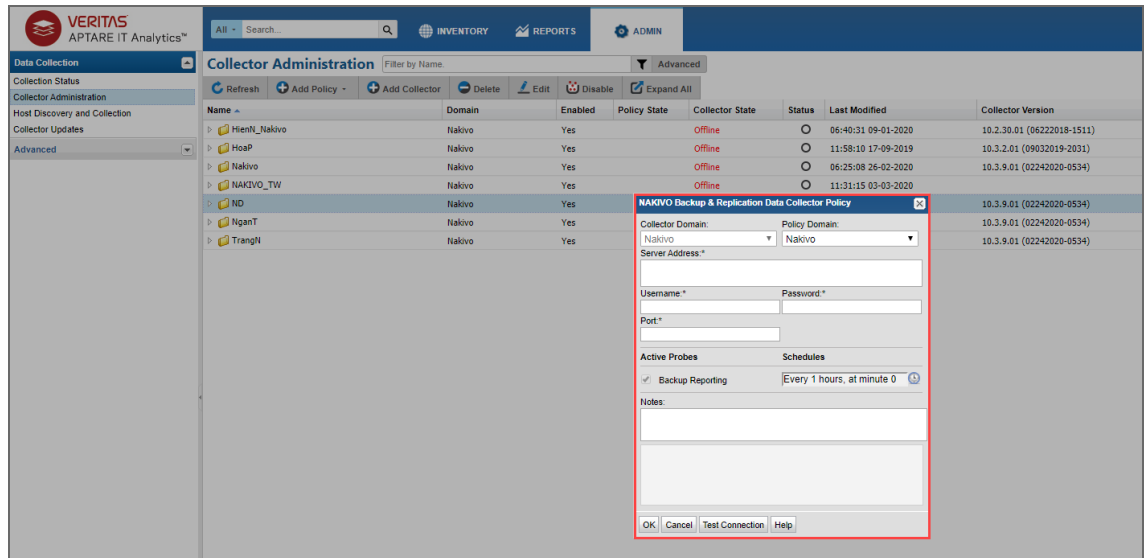 VERITAS
APTARE IT Analytics™
All Search... INVENTORY REPORTS ADMIN
Data Collection
Collection Status
Collector Administration
Host Discovery and Collection
Collector Updates
Advanced
Collector Administration Filter by Name. Advanced
Refresh Add Policy Add Collector Delete Edit Disable Expand All
Name Domain Enabled Policy State Collector State Status Last Modified Collector Version
HienN_Nakivo Nakivo Yes Offline 06:40:31 09-01-2020 10.2.30.01 (06222018-1511)
HoaP Nakivo Yes Offline 11:58:10 17-09-2019 10.3.2.01 (09032019-2031)
Nakivo Nakivo Yes Offline 06:25:08 26-02-2020 10.3.9.01 (02242020-0534)
NAKIVO_TW Nakivo Yes Offline 11:31:15 03-03-2020
ND Nakivo Yes 10.3.9.01 (02242020-0534)
NganT Nakivo Yes 10.3.9.01 (02242020-0534)
TrangN Nakivo Yes 10.3.9.01 (02242020-0534)
NAKIVO Backup & Replication Data Collector Policy
Collector Domain: Policy Domain:
Nakivo Nakivo
Server Address:*
Username:* Password:*
Port:*
Active Probes Schedules
Backup Reporting Every 1 hours, at minute 0
Notes:
OK Cancel Test Connection Help